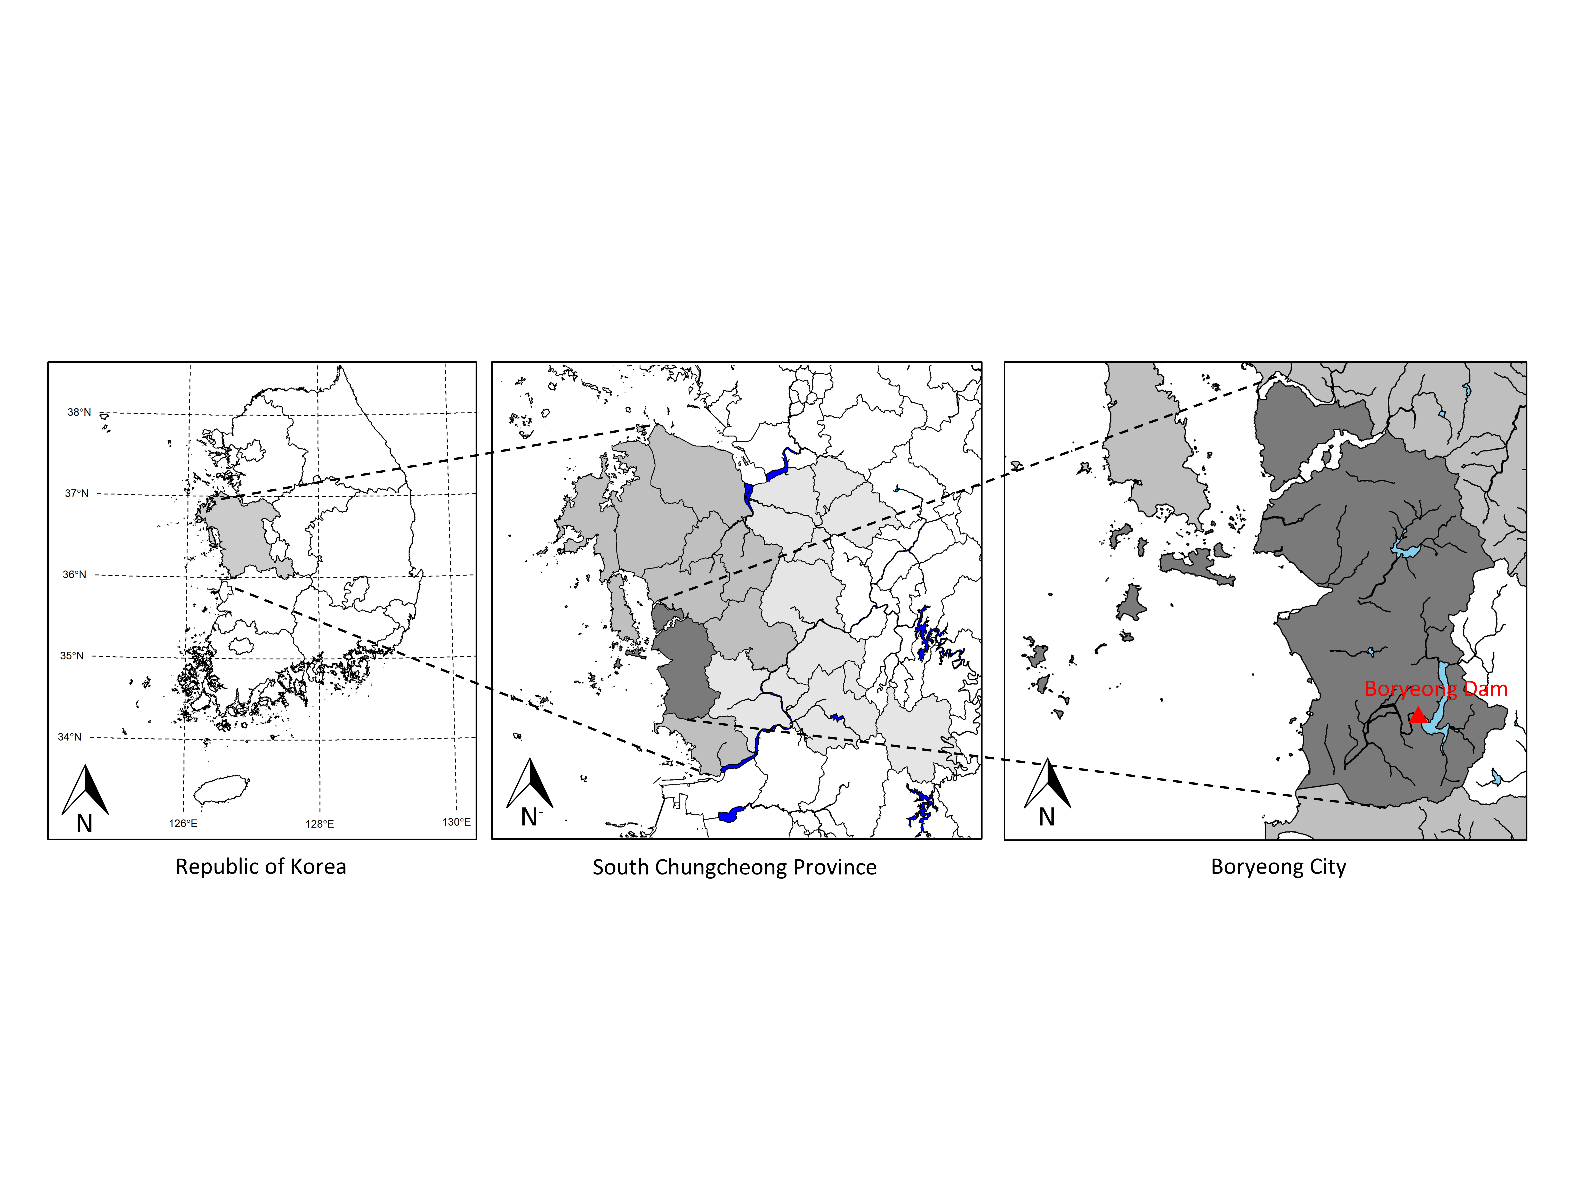 38°N
37°N
36°N
35°N
34°N
126°E
128°E
130°E
N
Republic of Korea
N
South Chungcheong Province
Boryeong Dam
N
Boryeong City